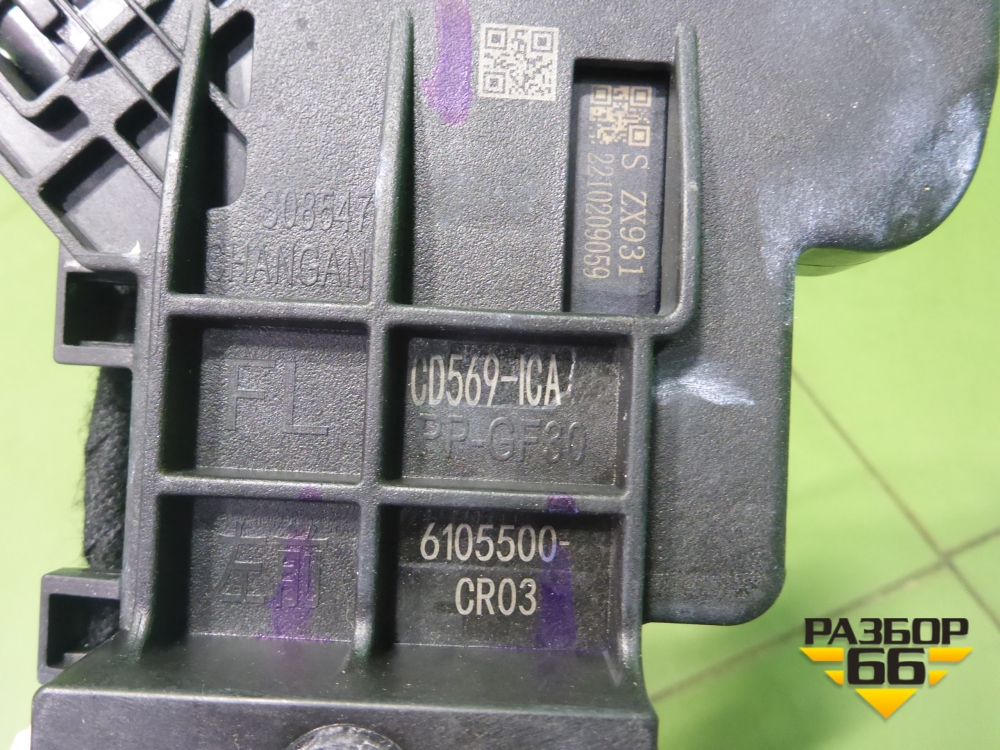 S08547
CHANGAN
S ZX931
2210209059
FL
CD569-ICA/
PP-GF30
左前
6105500-
CR03
РАЗБОР
66